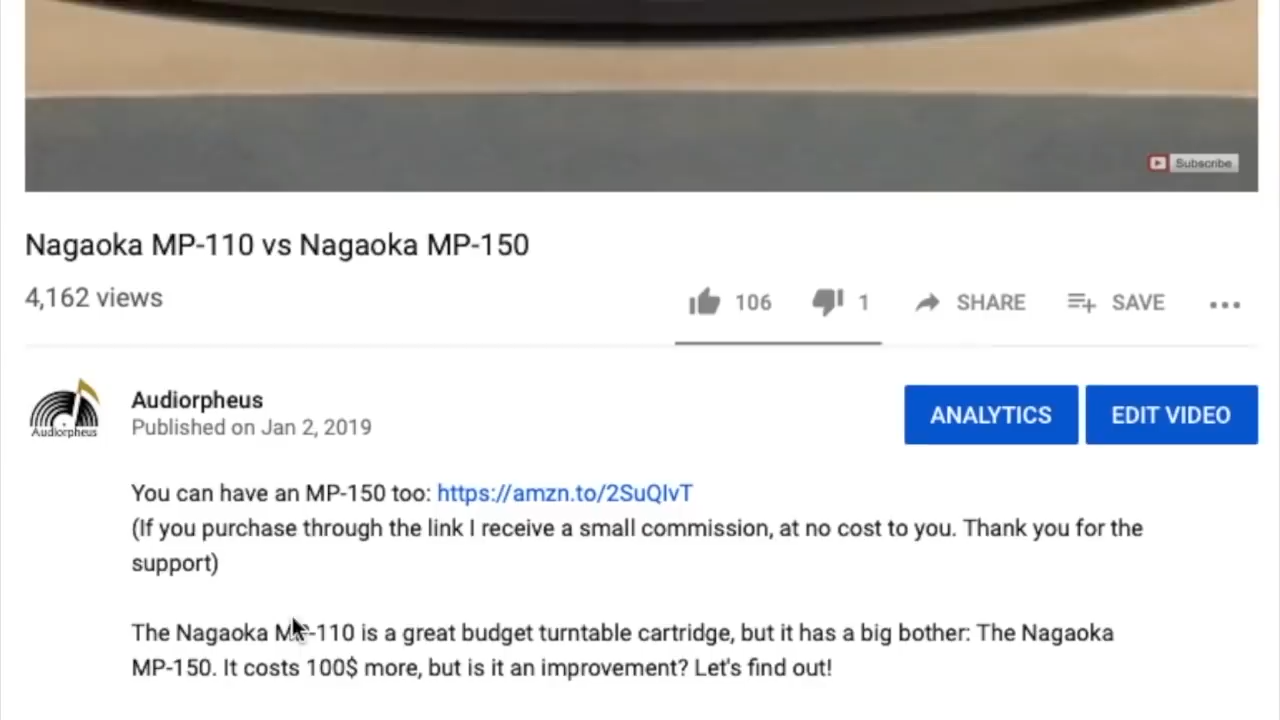 Subscribe
Nagaoka MP-110 vs Nagaoka MP-150
4,162 views
106
1
SHARE
SAVE
Audiorpheus
Audiorpheus
Published on Jan 2, 2019
ANALYTICS
EDIT VIDEO
You can have an MP-150 too: https://amzn.to/2SuQIvT
(If you purchase through the link I receive a small commission, at no cost to you. Thank you for the
support)
The Nagaoka MP-110 is a great budget turntable cartridge, but it has a big bother: The Nagaoka
MP-150. It costs 100$ more, but is it an improvement? Let's find out!